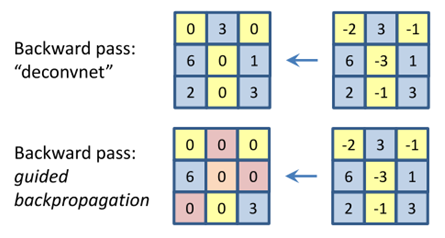 0 3 0 -2 3 -1
Backward pass: 6 0 1 6 -3 1
“deconvnet”
2 0 3 2 -1 3
0 0 0 -2 3 -1
Backward pass:
guided 6 0 0 6 -3 1
backpropagation 0 0 3 2 -1 3